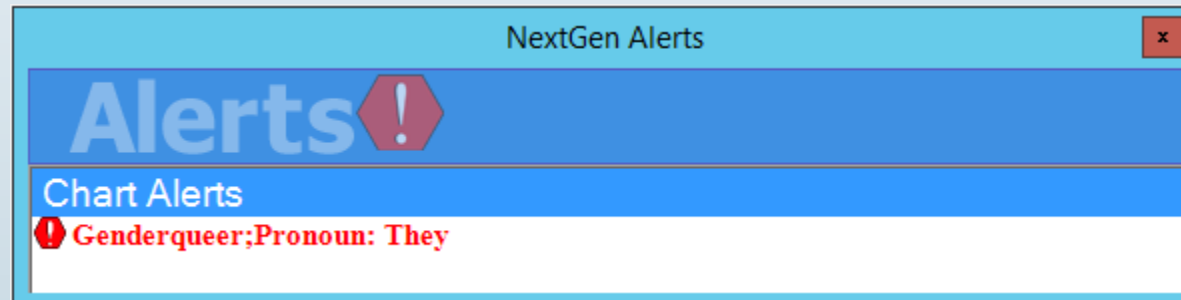 NextGen Alerts
x
Alerts!
Chart Alerts
! Genderqueer;Pronoun: They